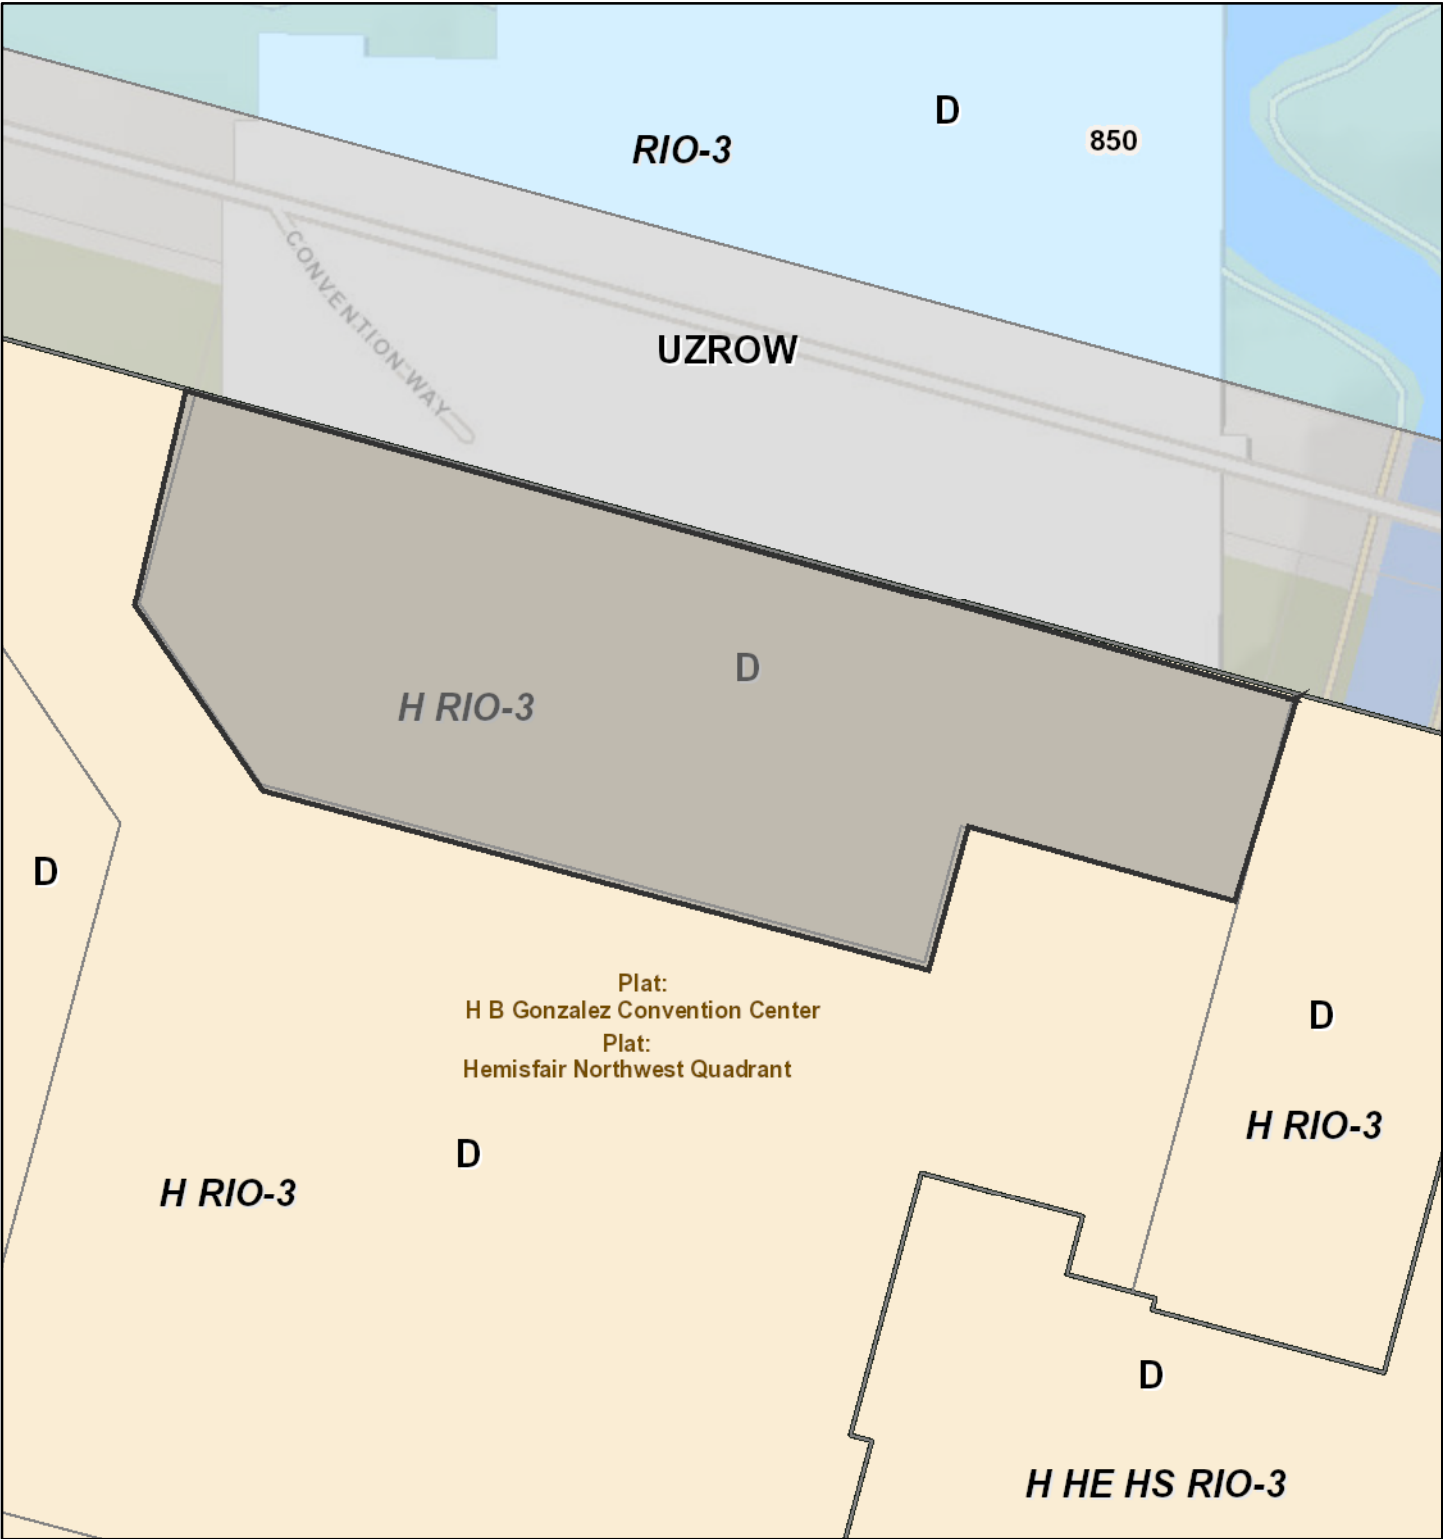 D
850
RIO-3
CONVENTION WAY
UZROW
D
H RIO-3
D
Plat:
H B Gonzalez Convention Center
Plat:
Hemisfair Northwest Quadrant
D
H RIO-3
D
H RIO-3
D
H HE HS RIO-3